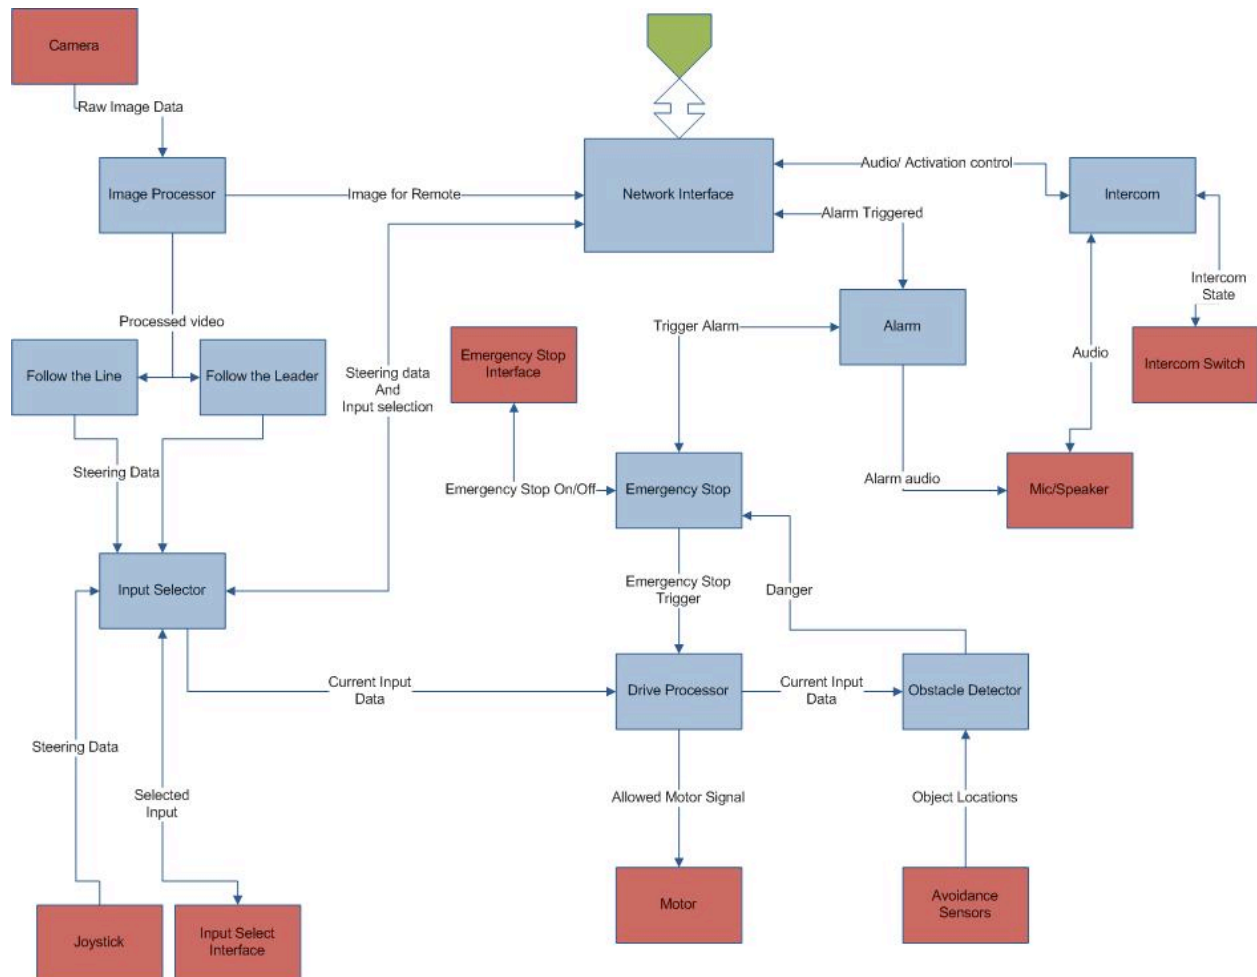 Camera
Raw Image Data
Image Processor
Image for Remote
Network Interface
Audio/ Activation control
Intercom
Alarm Triggered
Intercom
State
Processed video
Trigger Alarm
Alarm
Emergency Stop
Interface
Audio
Intercom Switch
Follow the Line
Follow the Leader
Steering data
And
Input selection
Steering Data
Emergency Stop On/Off
Emergency Stop
Alarm audio
Mic/Speaker
Input Selector
Emergency Stop
Trigger
Danger
Current Input
Data
Drive Processor
Current Input
Data
Obstacle Detector
Steering Data
Selected
Input
Allowed Motor Signal
Object Locations
Joystick
Input Select
Interface
Motor
Avoidance
Sensors